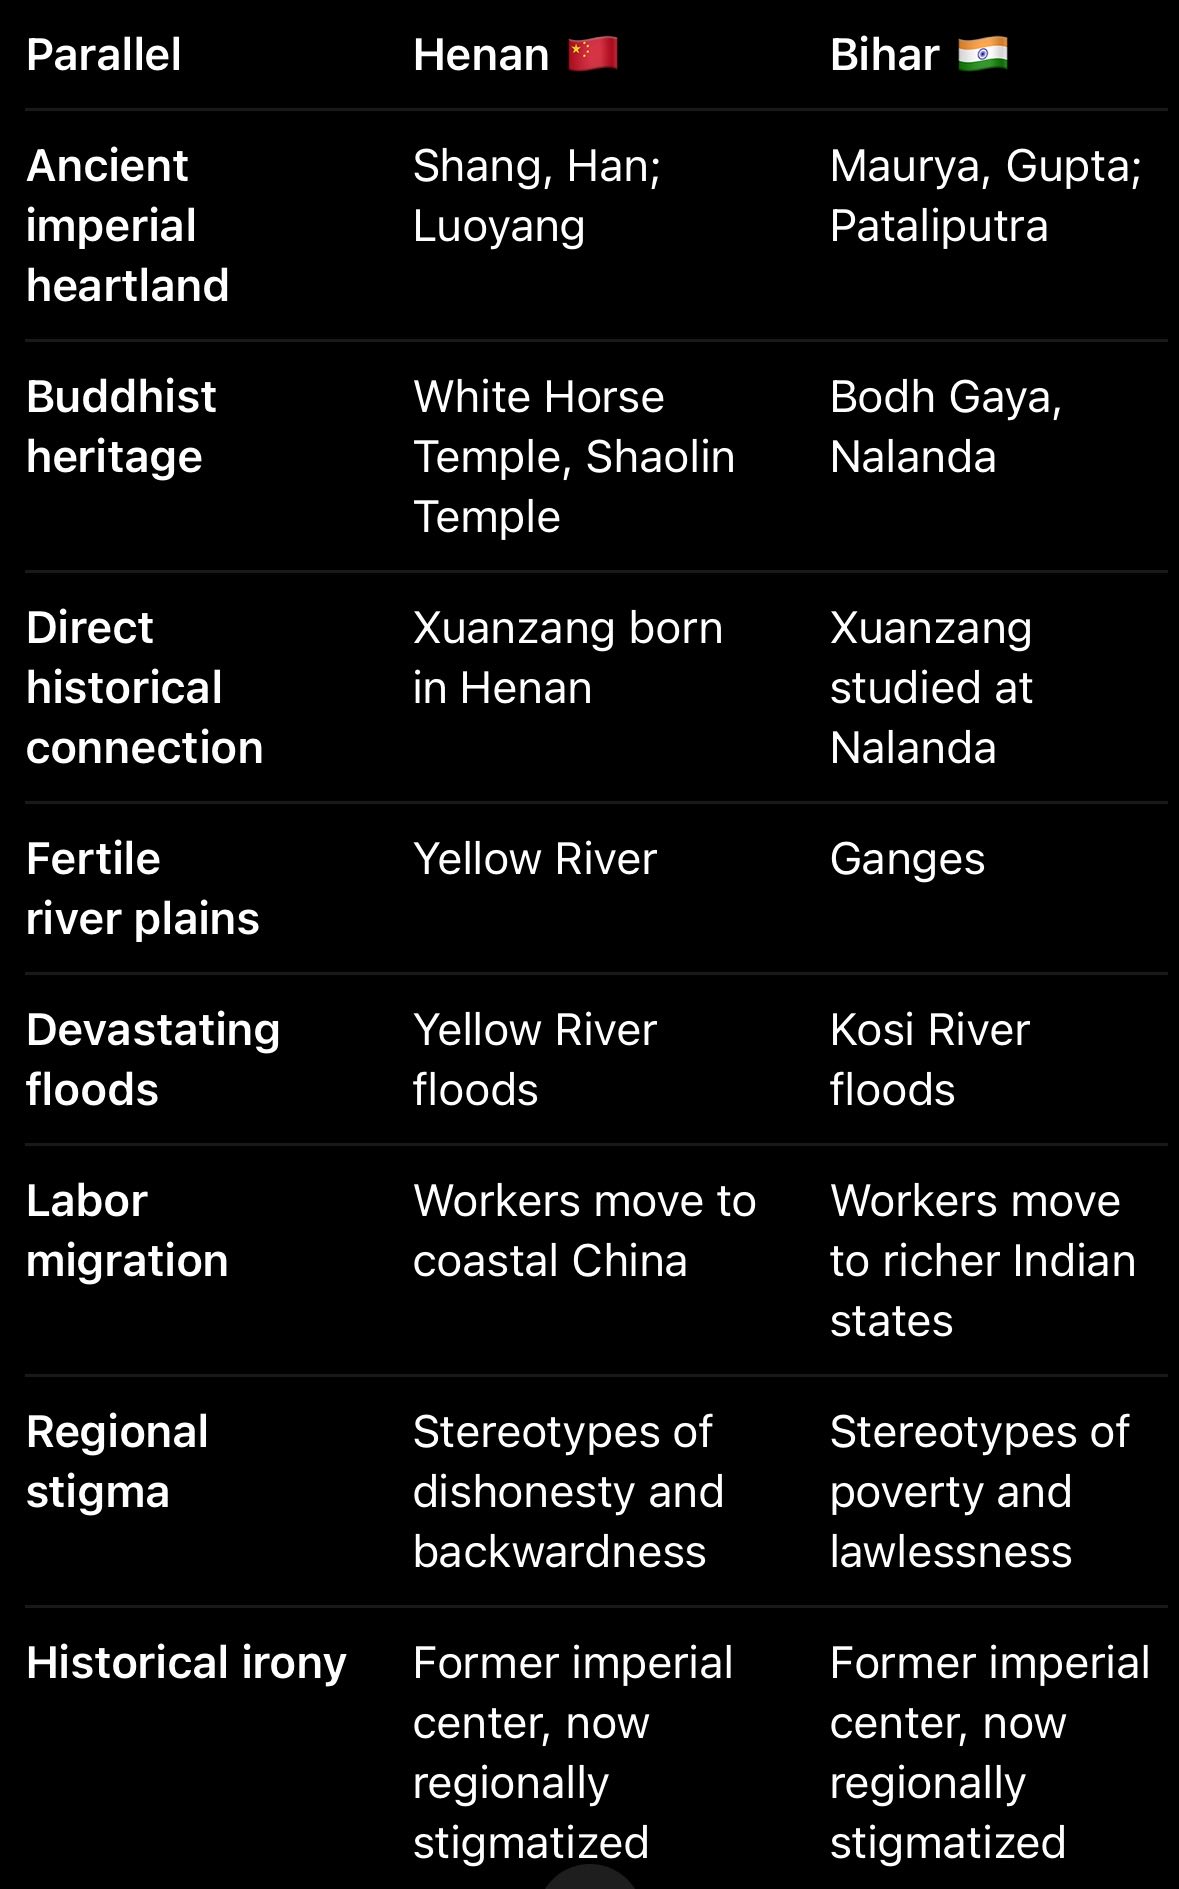 Parallel Henan 🇨🇳 Bihar 🇮🇳
Ancient imperial heartland
Shang, Han;
Luoyang
Maurya, Gupta;
Pataliputra
Buddhist
heritage
White Horse
Temple, Shaolin
Temple
Bodh Gaya,
Nalanda
Direct
historical
connection
Xuanzang born
in Henan
Xuanzang
studied at
Nalanda
Fertile
river plains
Yellow River
Ganges
Devastating
floods
Yellow River
floods
Kosi River
floods
Labor
migration
Workers move to
coastal China
Workers move
to richer Indian
states
Regional
stigma
Stereotypes of
dishonesty and
backwardness
Stereotypes of
poverty and
lawlessness
Historical irony
Former imperial
center, now
regionally
stigmatized
Former imperial
center, now
regionally
stigmatized